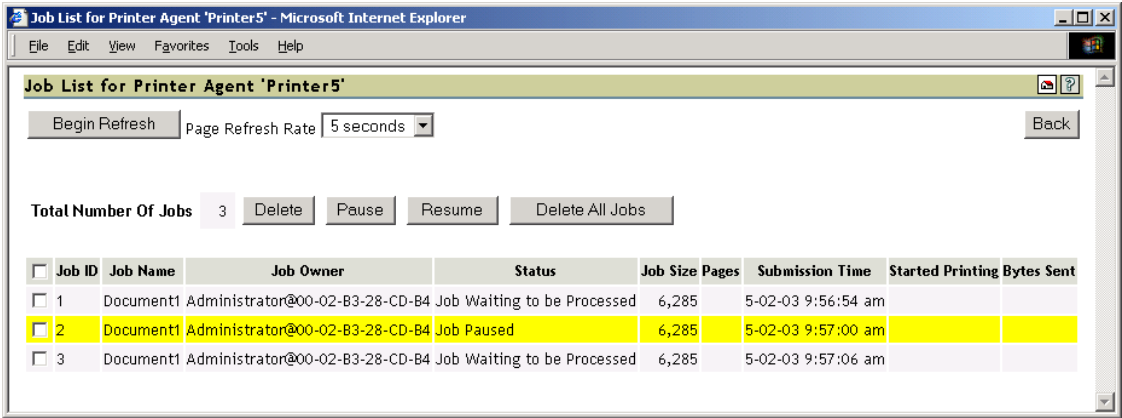 Job List for Printer Agent 'Printer5' - Microsoft Internet Explorer
File Edit View Favorites Tools Help
Job List for Printer Agent 'Printer5'
Begin Refresh Page Refresh Rate 5 seconds Back
Total Number Of Jobs 3 Delete Pause Resume Delete All Jobs
Job ID Job Name Job Owner Status Job Size Pages Submission Time Started Printing Bytes Sent
1 Document1 Administrator@00-02-B3-28-CD-B4 Job Waiting to be Processed 6,285 5-02-03 9:56:54 am
2 Document1 Administrator@00-02-B3-28-CD-B4 Job Paused 6,285 5-02-03 9:57:00 am
3 Document1 Administrator@00-02-B3-28-CD-B4 Job Waiting to be Processed 6,285 5-02-03 9:57:06 am